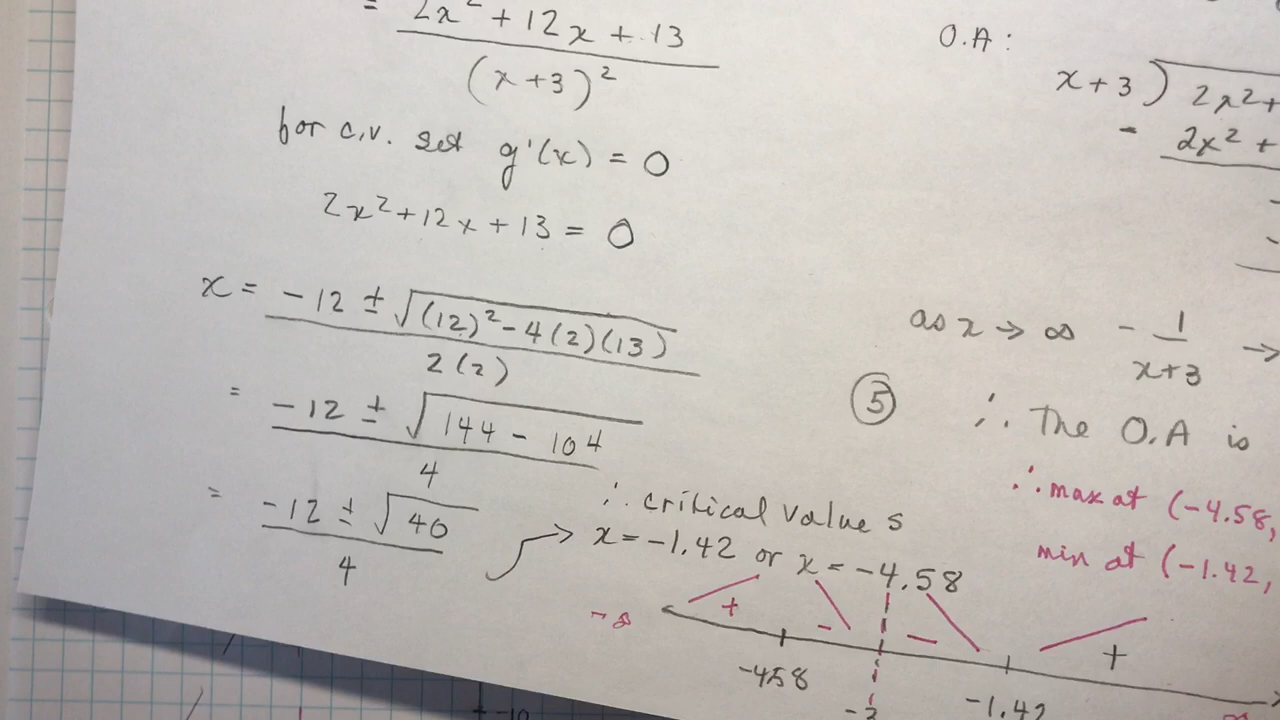 = 2x² + 12x + 13
(x+3)²
for c.v. set g'(x) = 0
2x² + 12x + 13 = 0
x = -12 ± √(12)² - 4(2)(13)
2(2)
= -12 ± √144 - 104
4
= -12 ± √40
4
∴ critical values
x = -1.42 or x = -4.58
-∞ + - - +
-458 -3 -1.42
-10
O.A:
x+3 ) 2x² +
- 2x² +
-
as x → ∞ - 1 →
x+3
⑤ ∴ The O.A is
∴ max at (-4.58,
min at (-1.42,